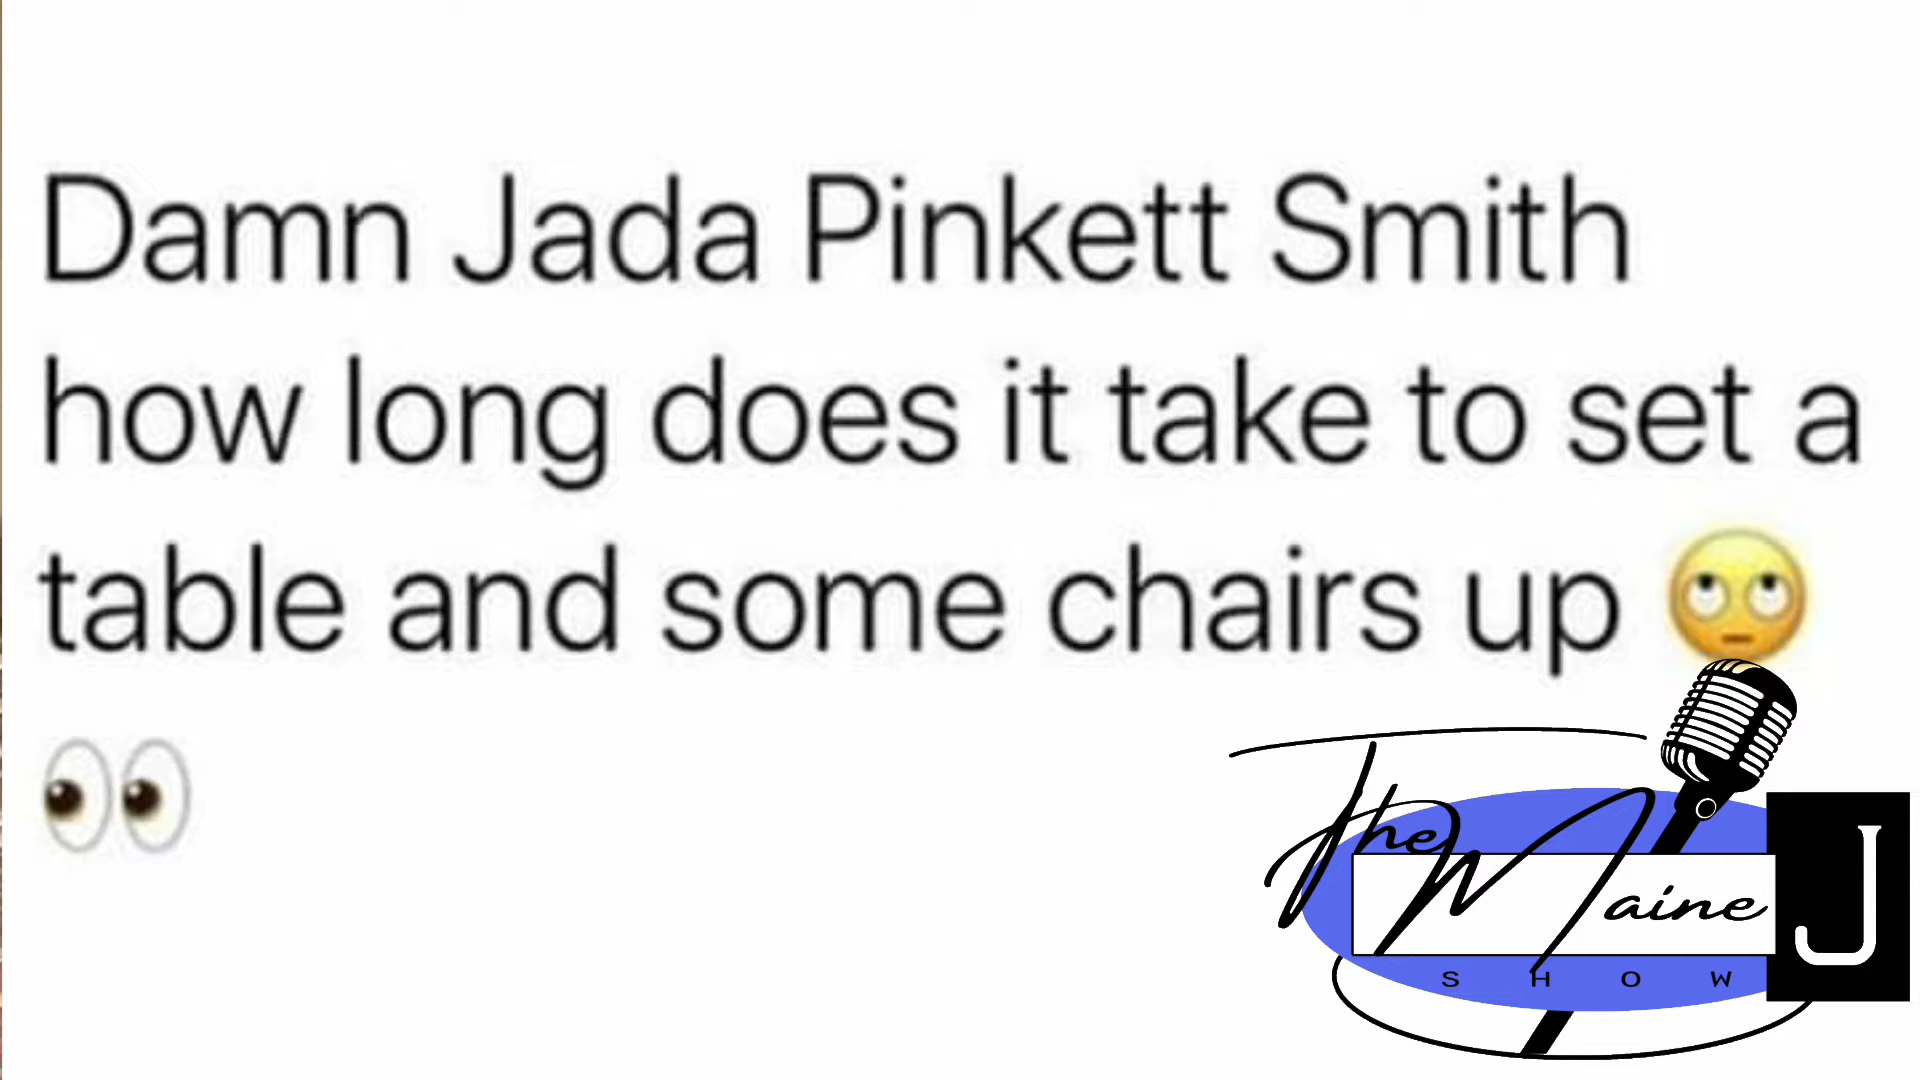 Damn Jada Pinkett Smith
how long does it take to set a
table and some chairs up 🙄
👀
The Maine J
SHOW